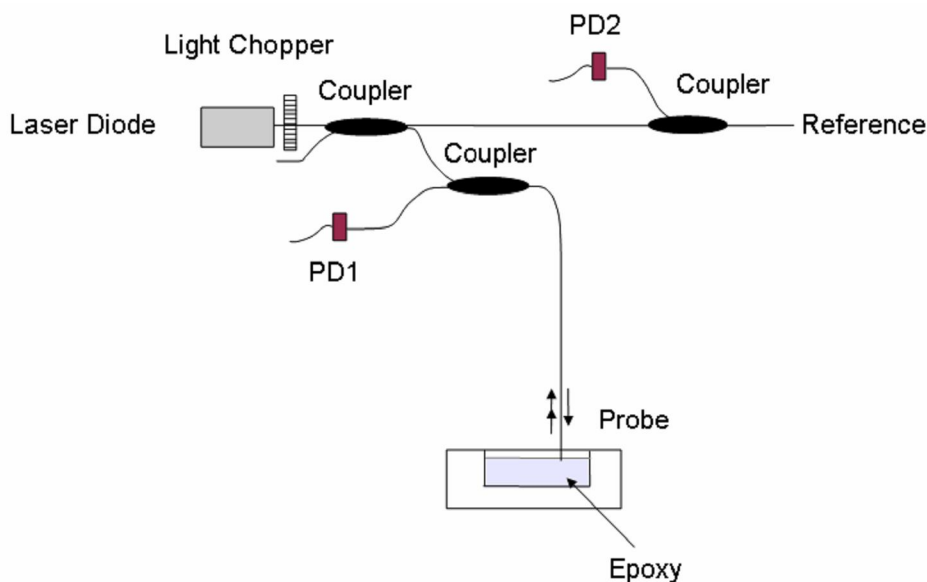 PD2
Light Chopper
Coupler
Coupler
Laser Diode
Reference
Coupler
PD1
Probe
Epoxy